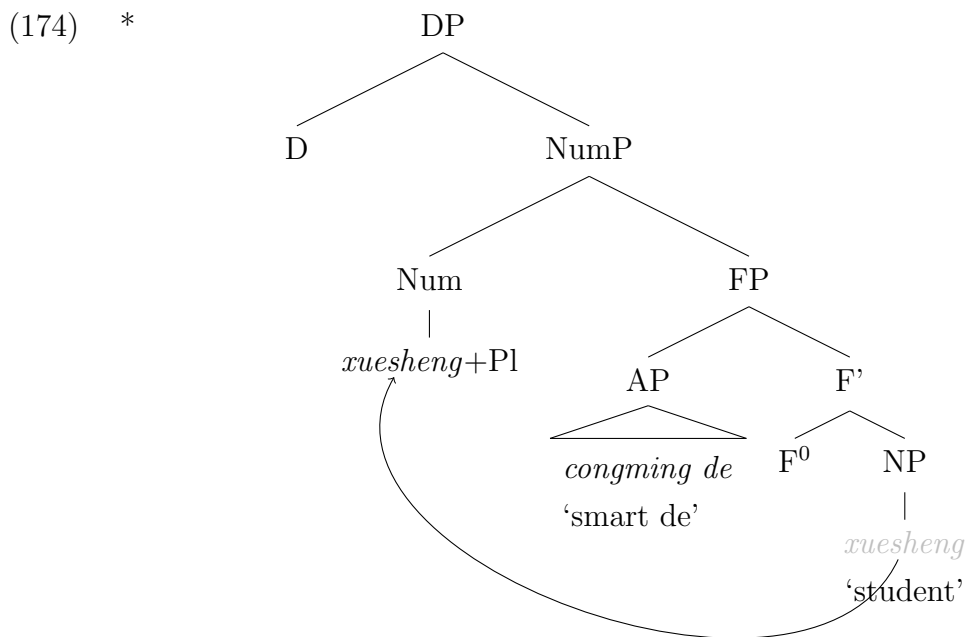 (174) * DP
D NumP
Num FP
xuesheng+Pl AP F’
congming de F⁰ NP
‘smart de’ xuesheng
‘student’